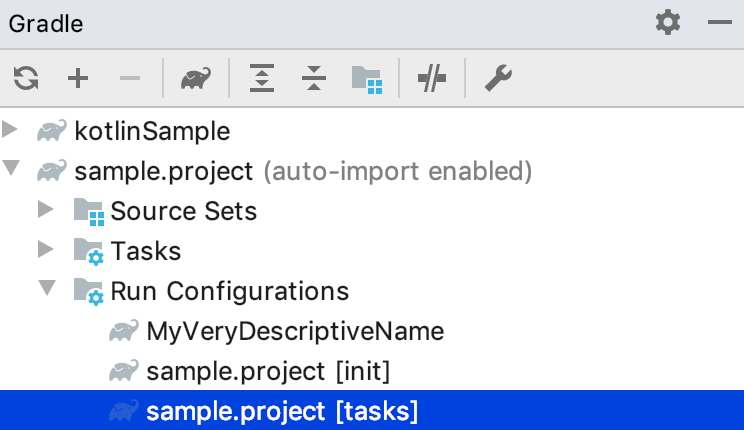 Gradle
kotlinSample
sample.project (auto-import enabled)
Source Sets
Tasks
Run Configurations
MyVeryDescriptiveName
sample.project [init]
sample.project [tasks]